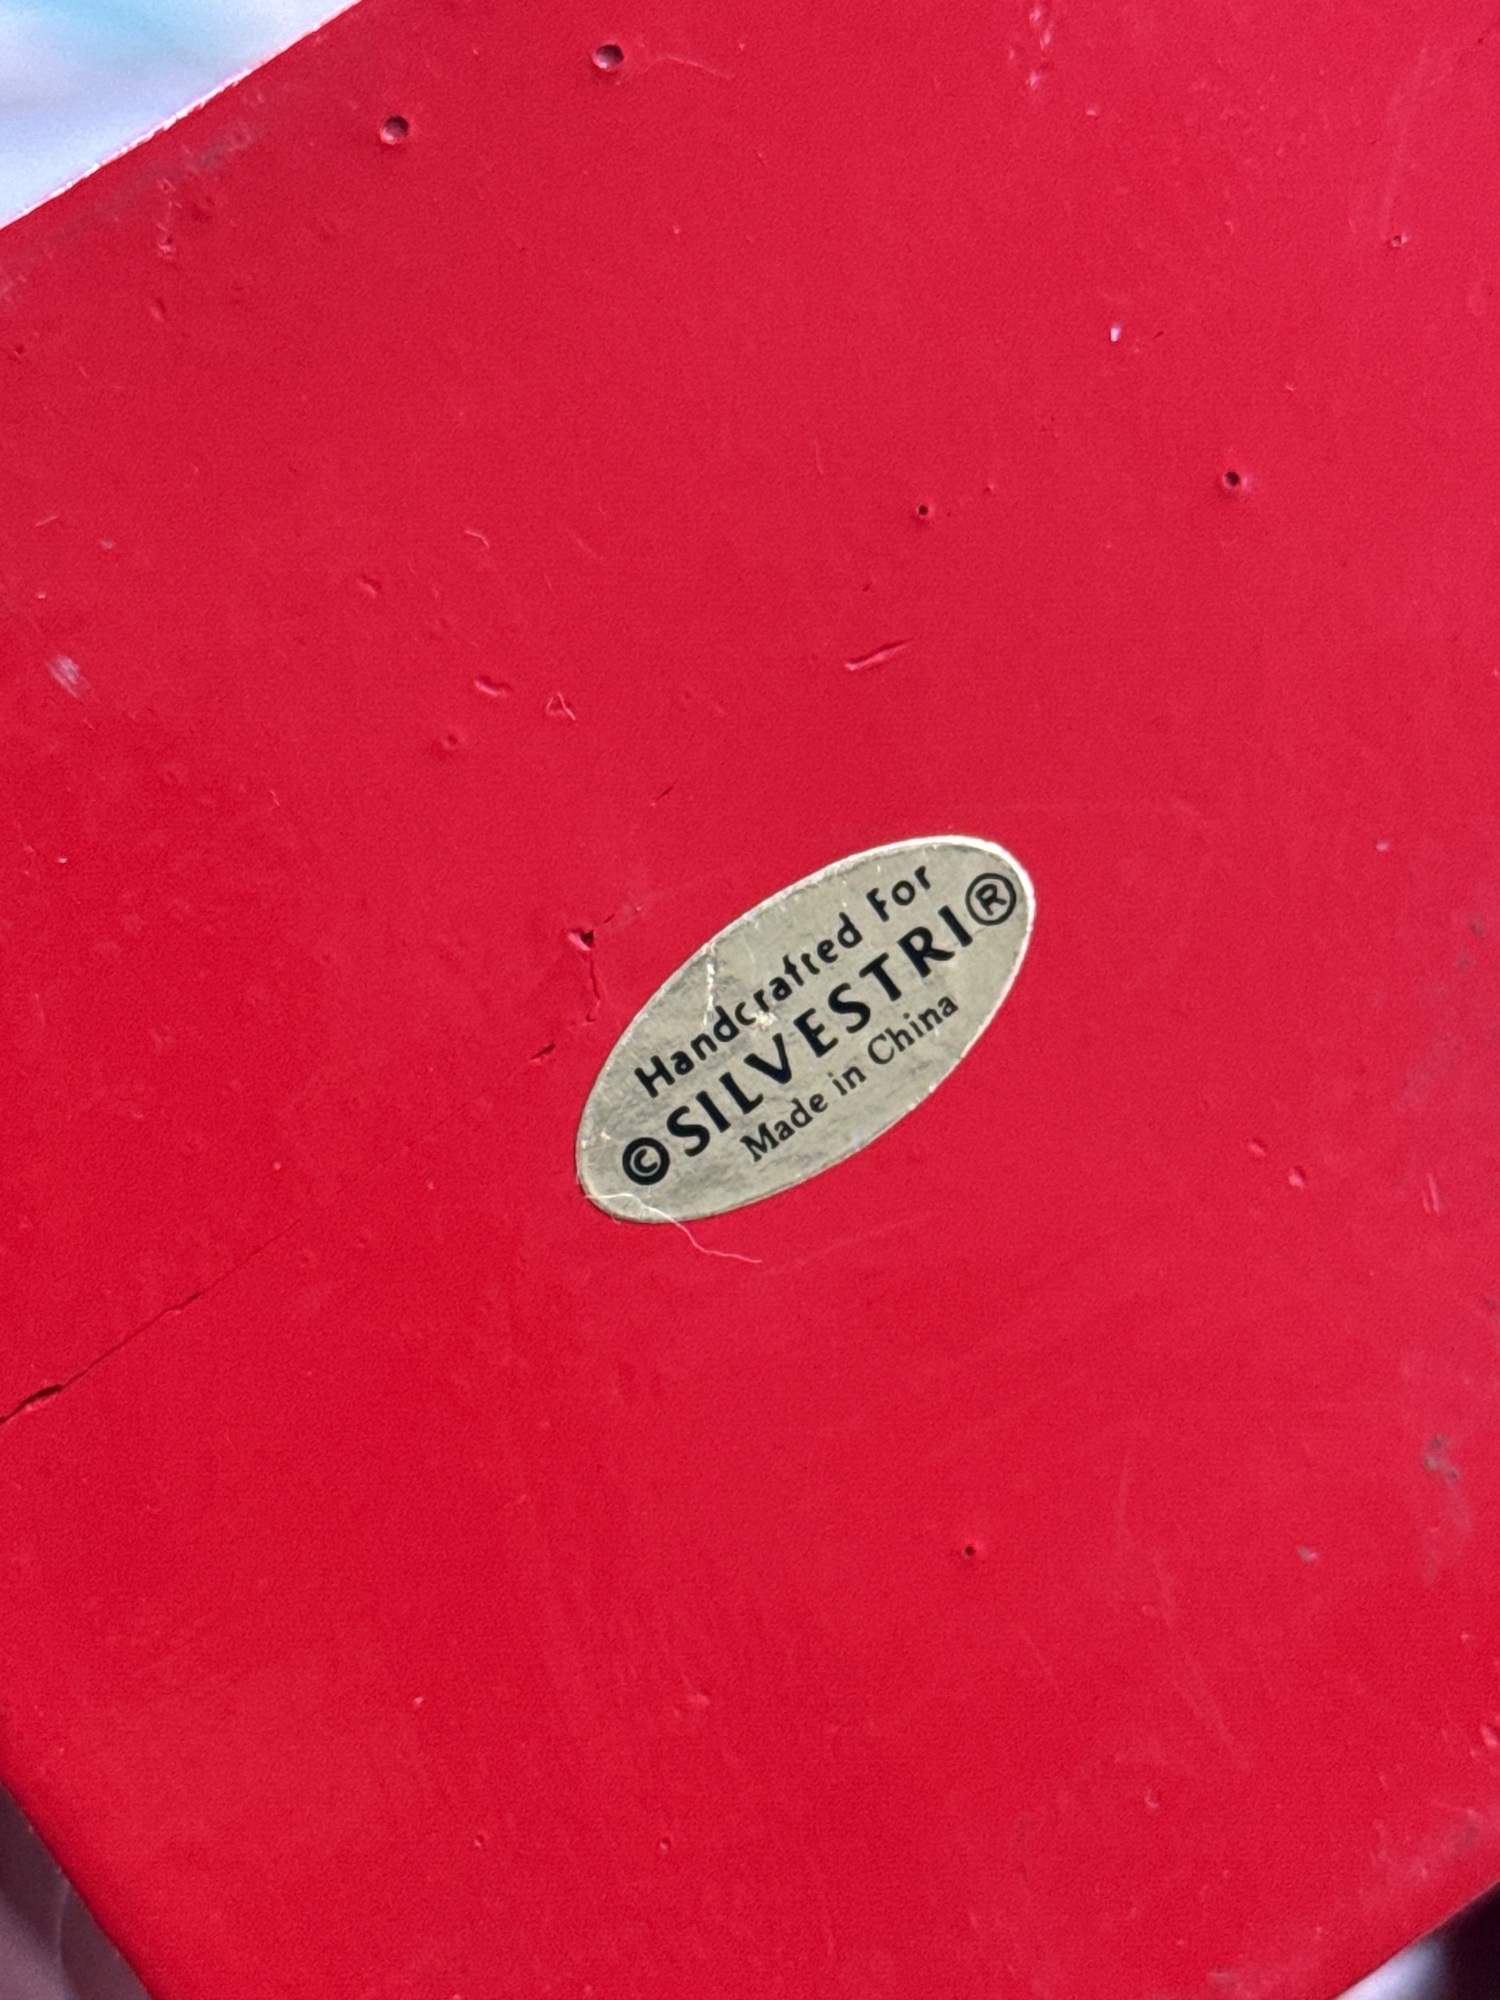 Handcrafted For
©SILVESTRI®
Made in China